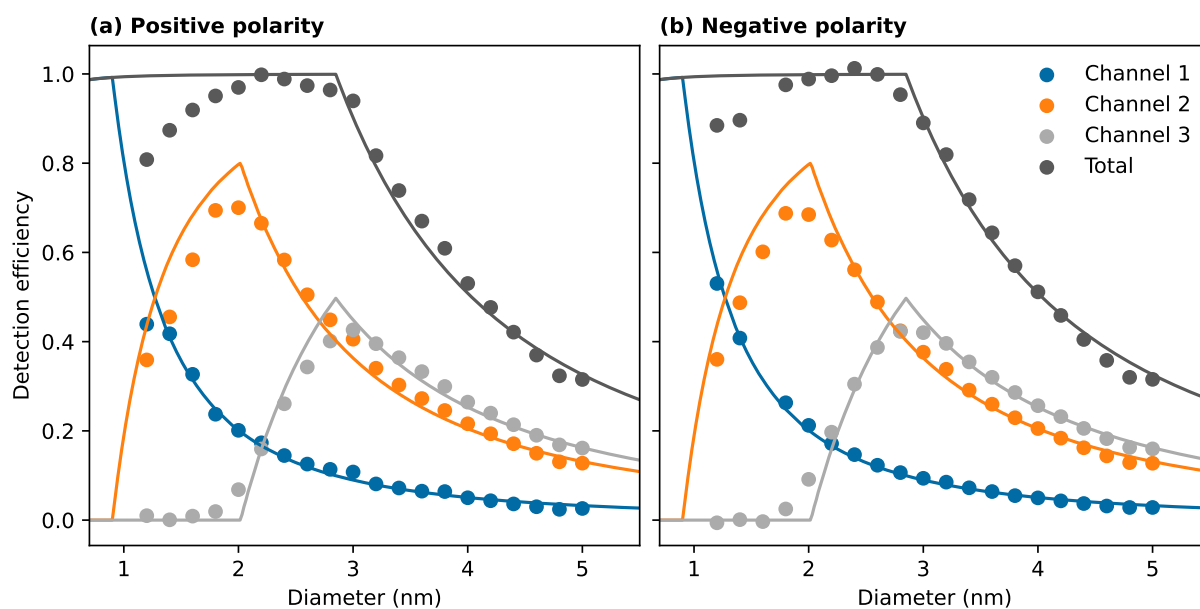 (a) Positive polarity
(b) Negative polarity
Detection efficiency
1.0
0.8
0.6
0.4
0.2
0.0
Channel 1
Channel 2
Channel 3
Total
1 2 3 4 5
1 2 3 4 5
Diameter (nm)
Diameter (nm)